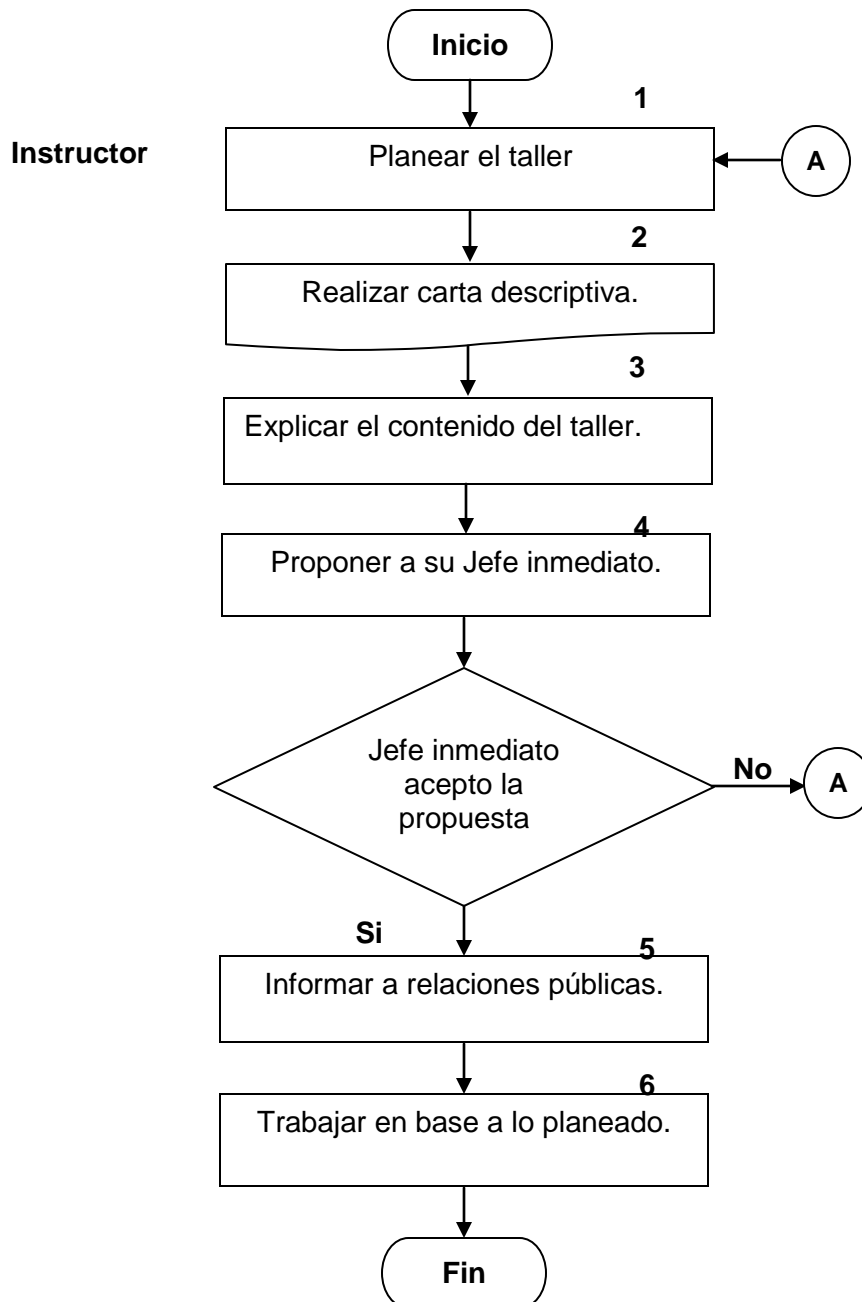 Inicio
1
Instructor
Planear el taller
A
2
Realizar carta descriptiva.
3
Explicar el contenido del taller.
4
Proponer a su Jefe inmediato.
Jefe inmediato
acepto la
propuesta
No
A
Si
5
Informar a relaciones públicas.
6
Trabajar en base a lo planeado.
Fin